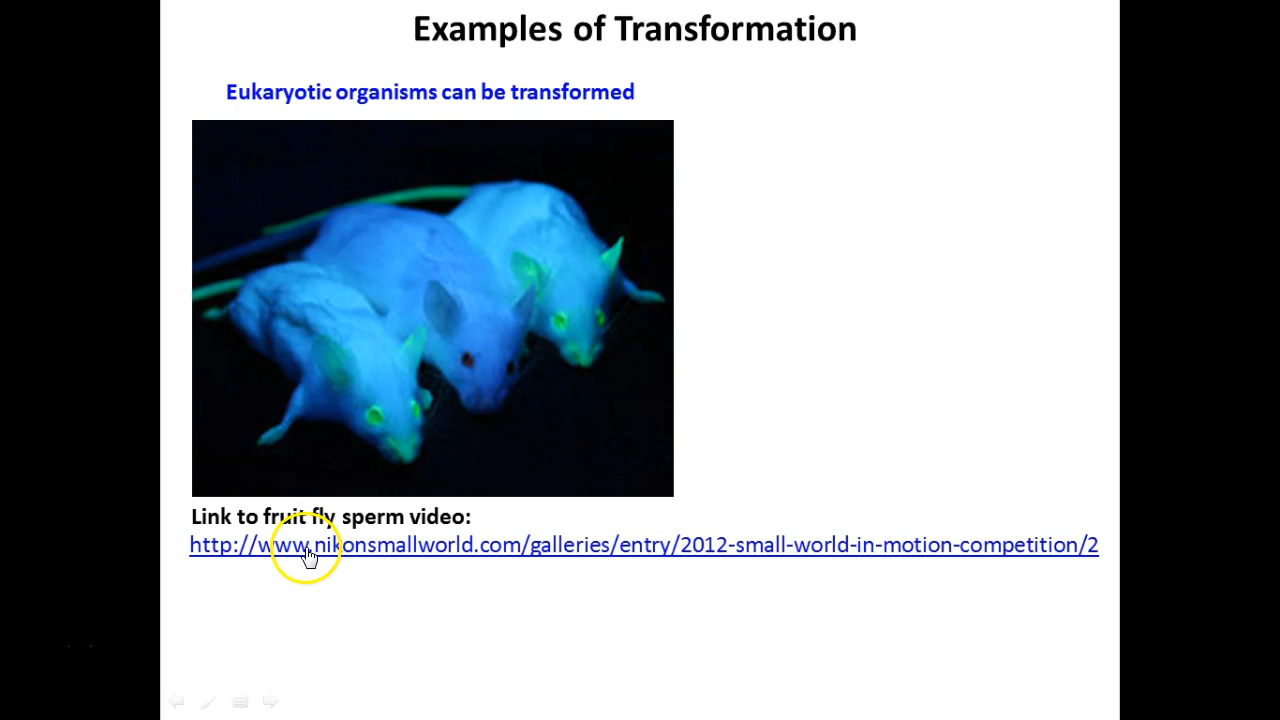 Examples of Transformation
Eukaryotic organisms can be transformed
Link to fruit fly sperm video:
http://www.nikonsmallworld.com/galleries/entry/2012-small-world-in-motion-competition/2